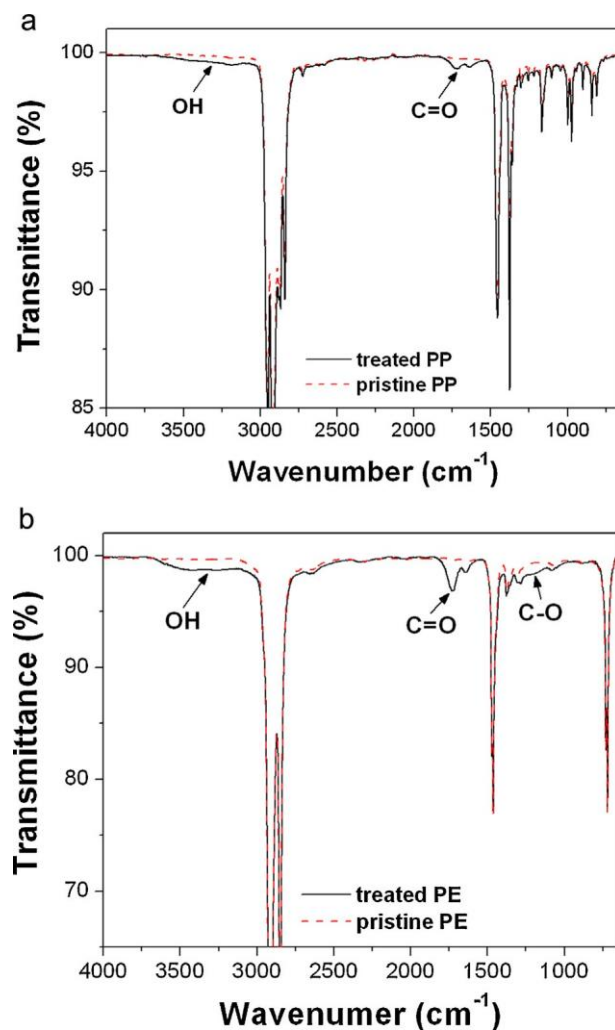 a
100
OH
C=O
95
90
85
Transnittance (%)
treated PP
pristine PP
4000 3500 3000 2500 2000 1500 1000
Wavenumber (cm⁻¹)
b
100
OH
C=O
C-O
90
80
70
Transmittance (%)
treated PE
pristine PE
4000 3500 3000 2500 2000 1500 1000
Wavenumer (cm⁻¹)